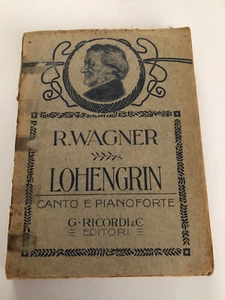 R. WAGNER
LOHENGRIN
CANTO E PIANOFORTE
G. RICORDI & C.
EDITORI